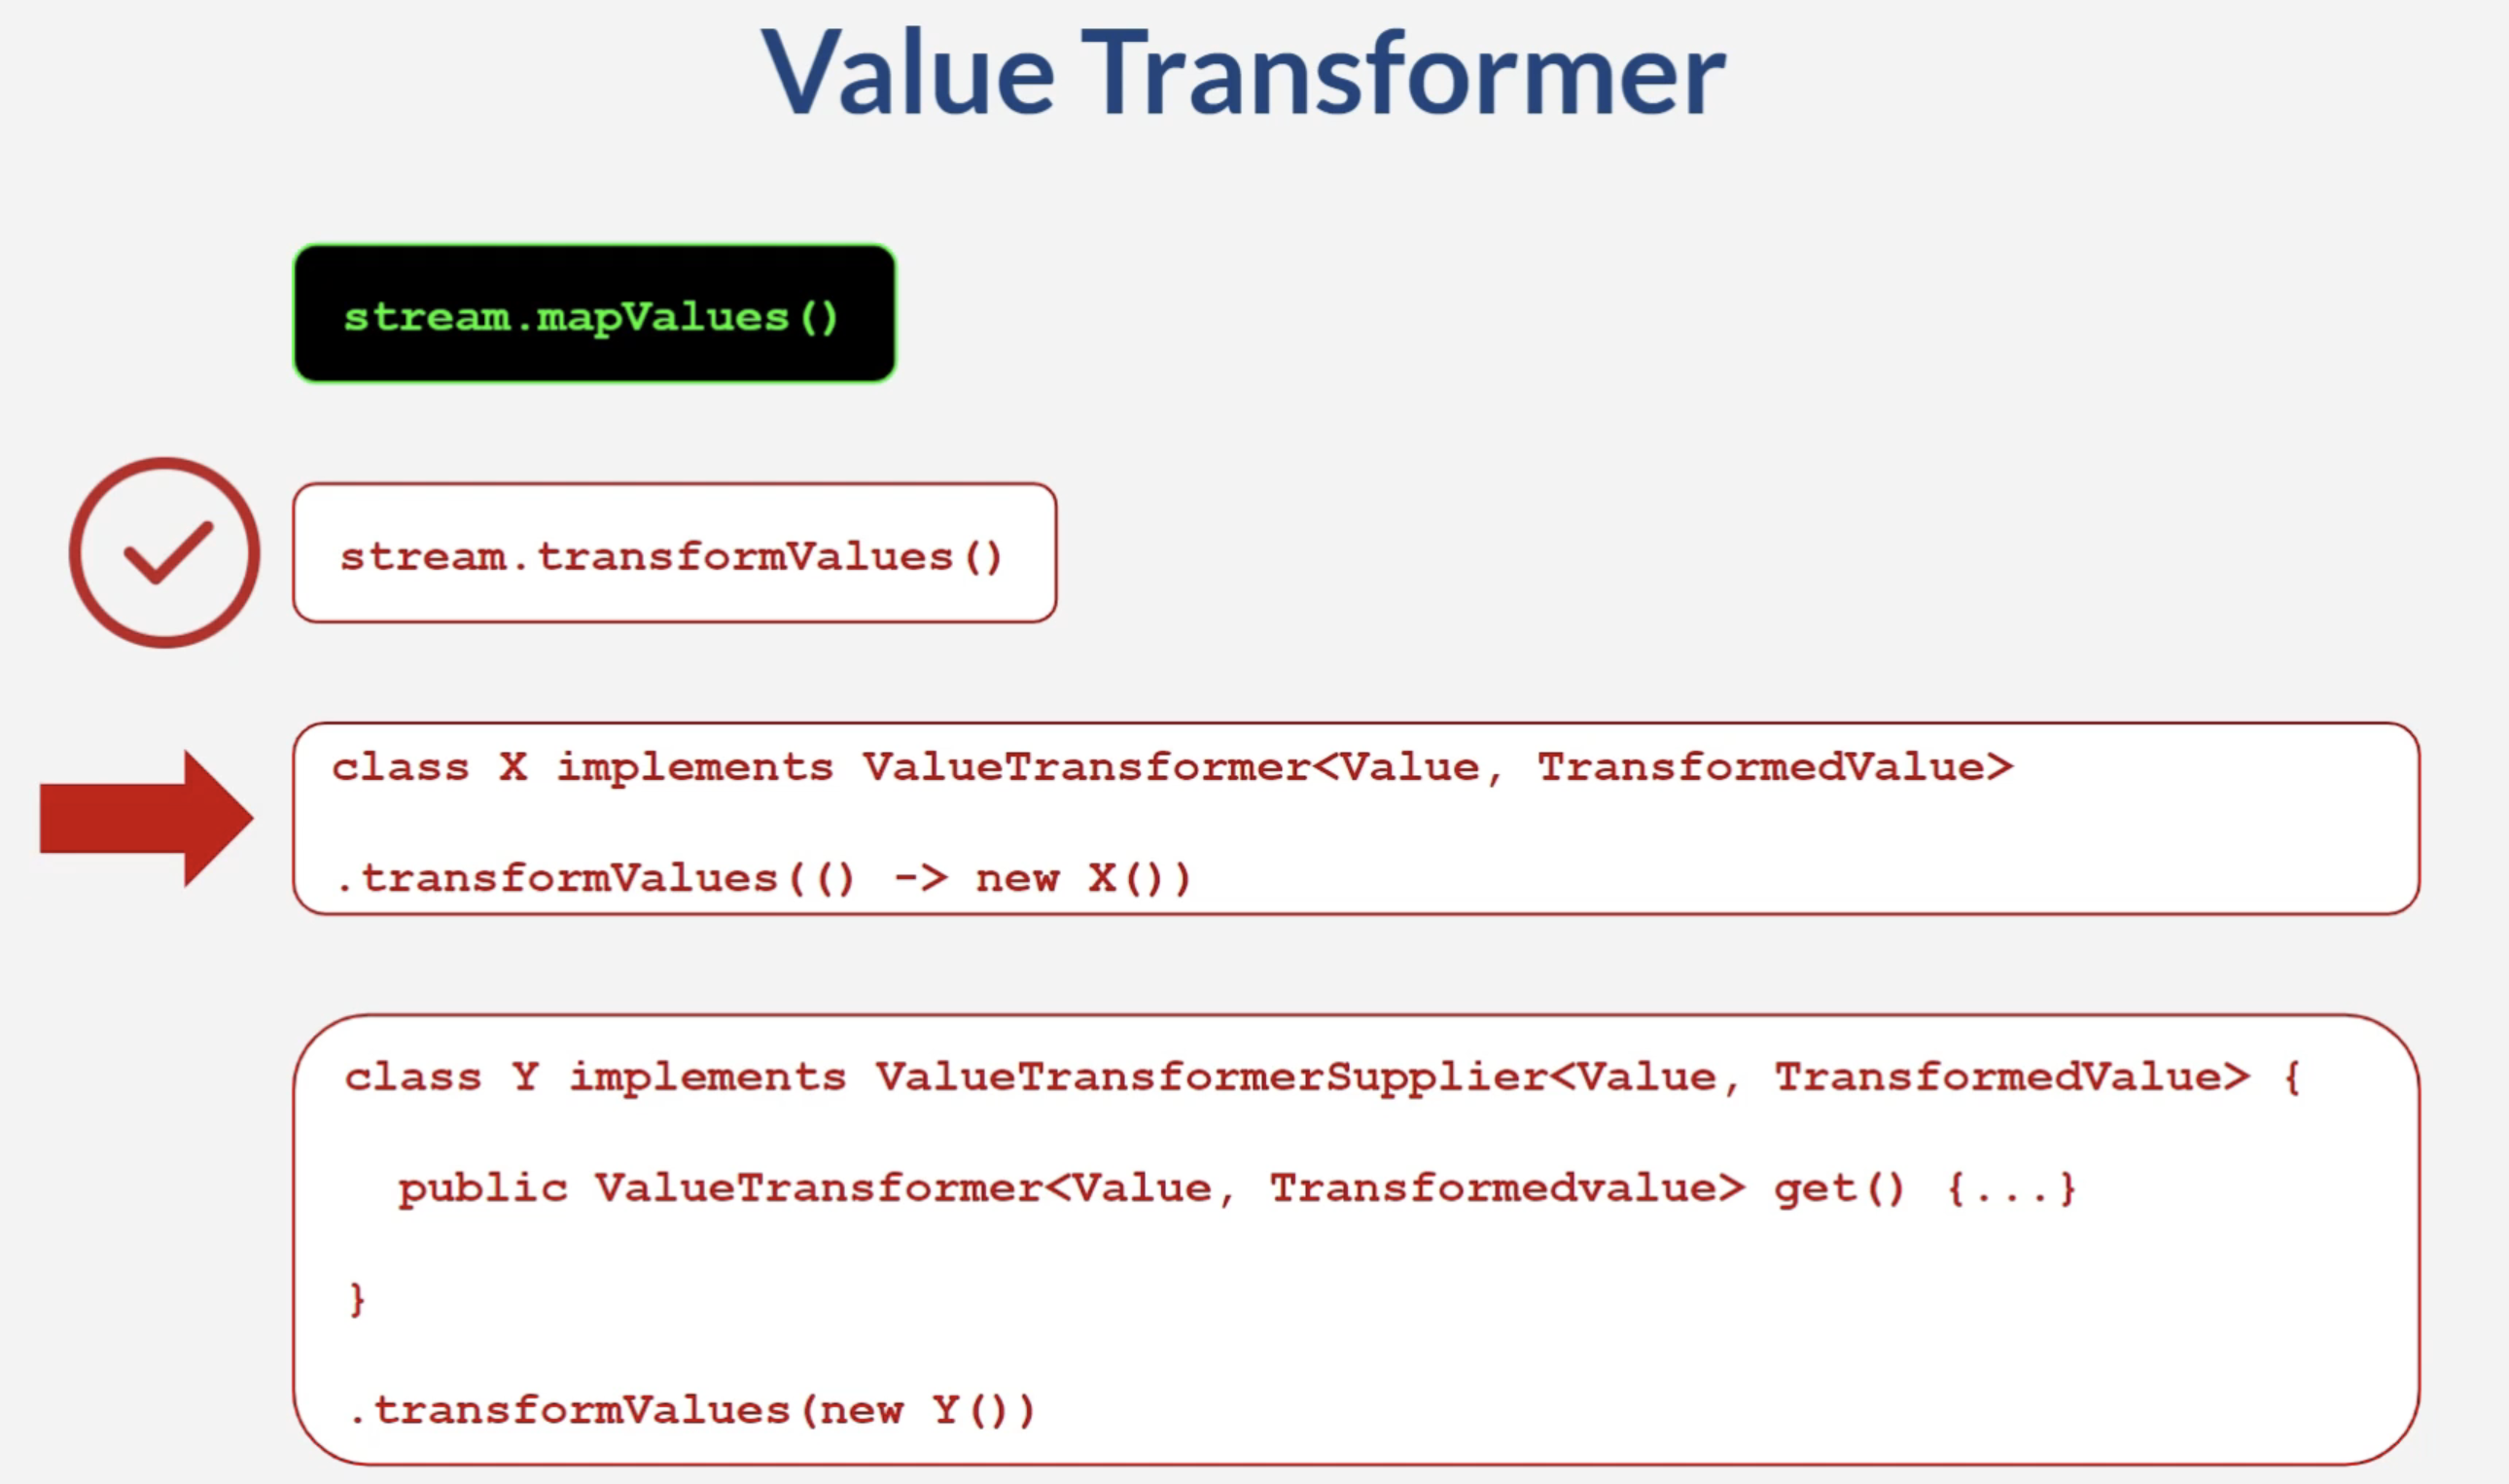 Value Transformer
stream.mapValues()
stream.transformValues()
class X implements ValueTransformer<Value, TransformedValue>
.transformValues(() -> new X())
class Y implements ValueTransformerSupplier<Value, TransformedValue> {
public ValueTransformer<Value, Transformedvalue> get() {...}
}
.transformValues(new Y())